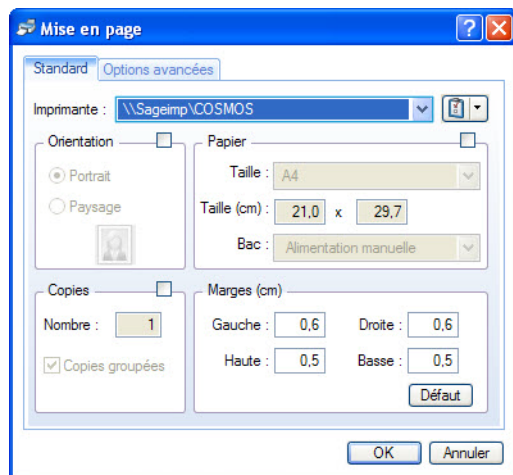 Mise en page
Standard Options avancées
Imprimante : \\Sageimp\COSMOS
Orientation
Portrait
Paysage
Papier
Taille : A4
Taille (cm) : 21,0 x 29,7
Bac : Alimentation manuelle
Copies
Nombre : 1
Copies groupées
Marges (cm)
Gauche : 0,6 Droite : 0,6
Haute : 0,5 Basse : 0,5
Défaut
OK Annuler